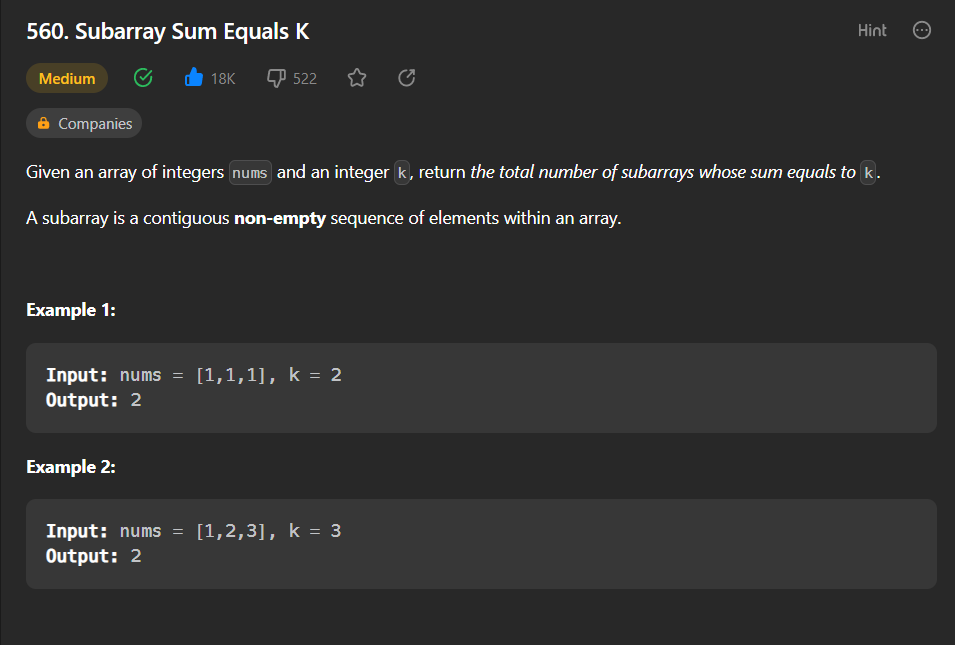 560. Subarray Sum Equals K
Hint
Medium
18K
522
Companies
Given an array of integers nums and an integer k, return the total number of subarrays whose sum equals to k.
A subarray is a contiguous non-empty sequence of elements within an array.
Example 1:
Input: nums = [1,1,1], k = 2
Output: 2
Example 2:
Input: nums = [1,2,3], k = 3
Output: 2